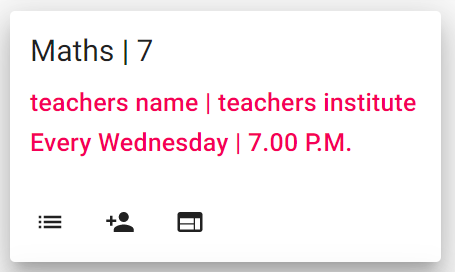 Maths | 7
teachers name | teachers institute
Every Wednesday | 7.00 P.M.